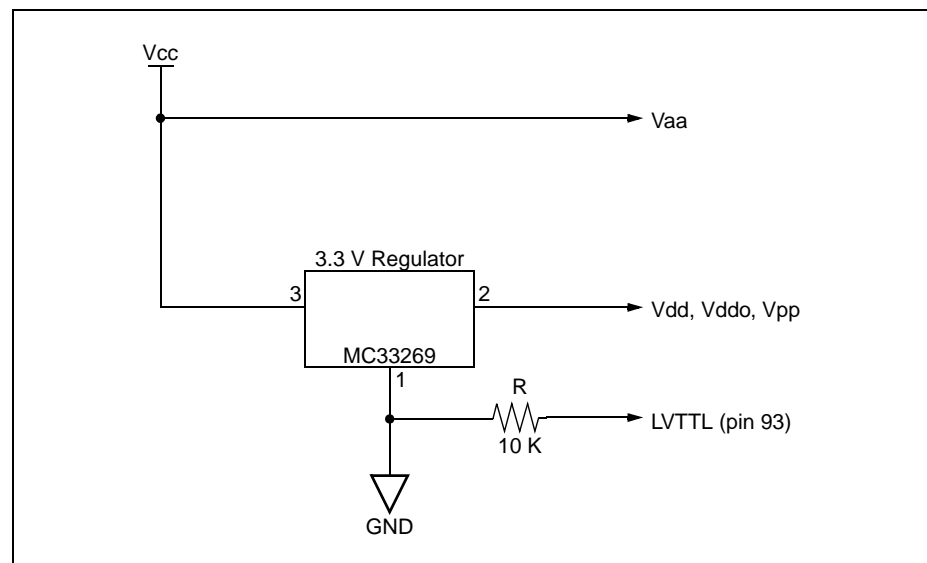 Vcc
Vaa
3.3 V Regulator
3
2
Vdd, Vddo, Vpp
MC33269
1
R
LVTTL (pin 93)
10 K
GND